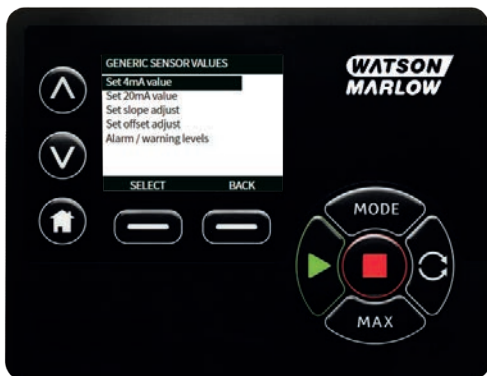 GENERIC SENSOR VALUES
Set 4mA value
Set 20mA value
Set slope adjust
Set offset adjust
Alarm / warning levels
SELECT BACK
WATSON
MARLOW
MODE
MAX